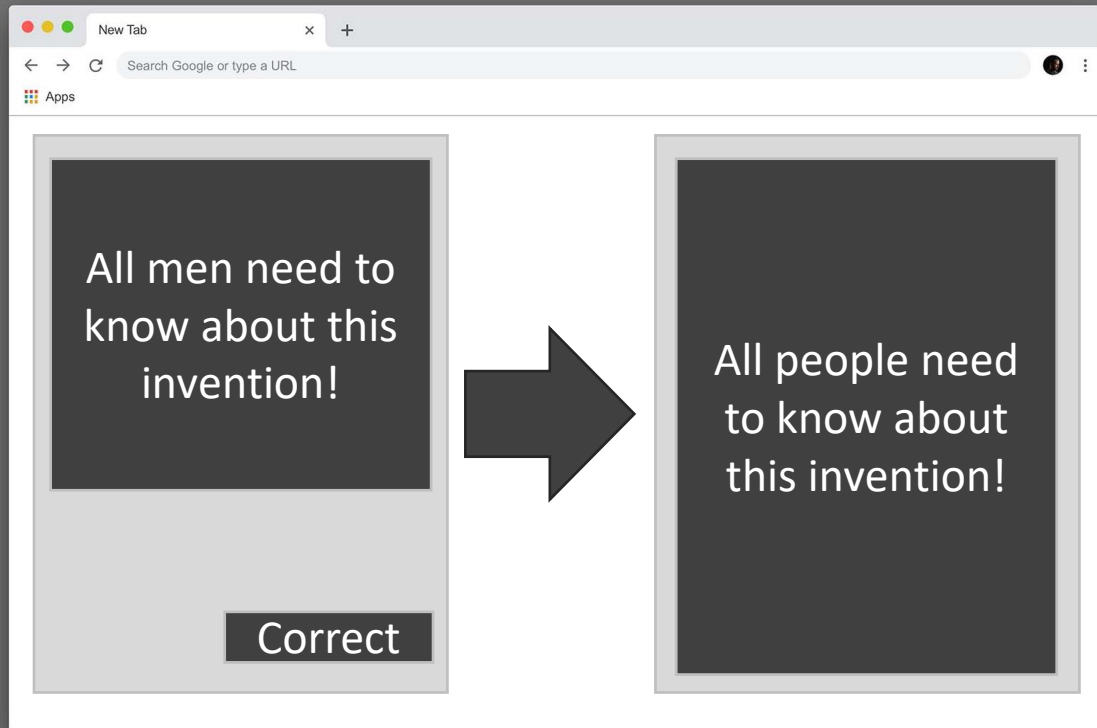 New Tab
Search Google or type a URL
Apps
All men need to
know about this
invention!
Correct
All people need
to know about
this invention!